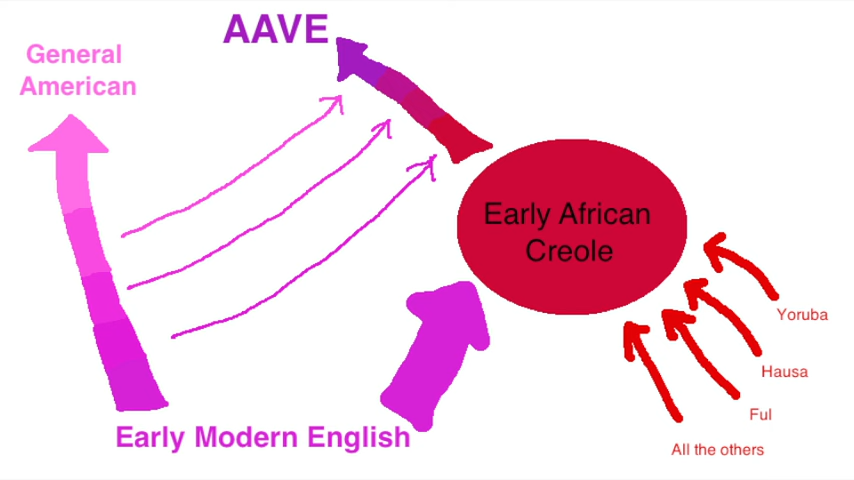 AAVE
General
American
Early African
Creole
Yoruba
Hausa
Ful
Early Modern English
All the others